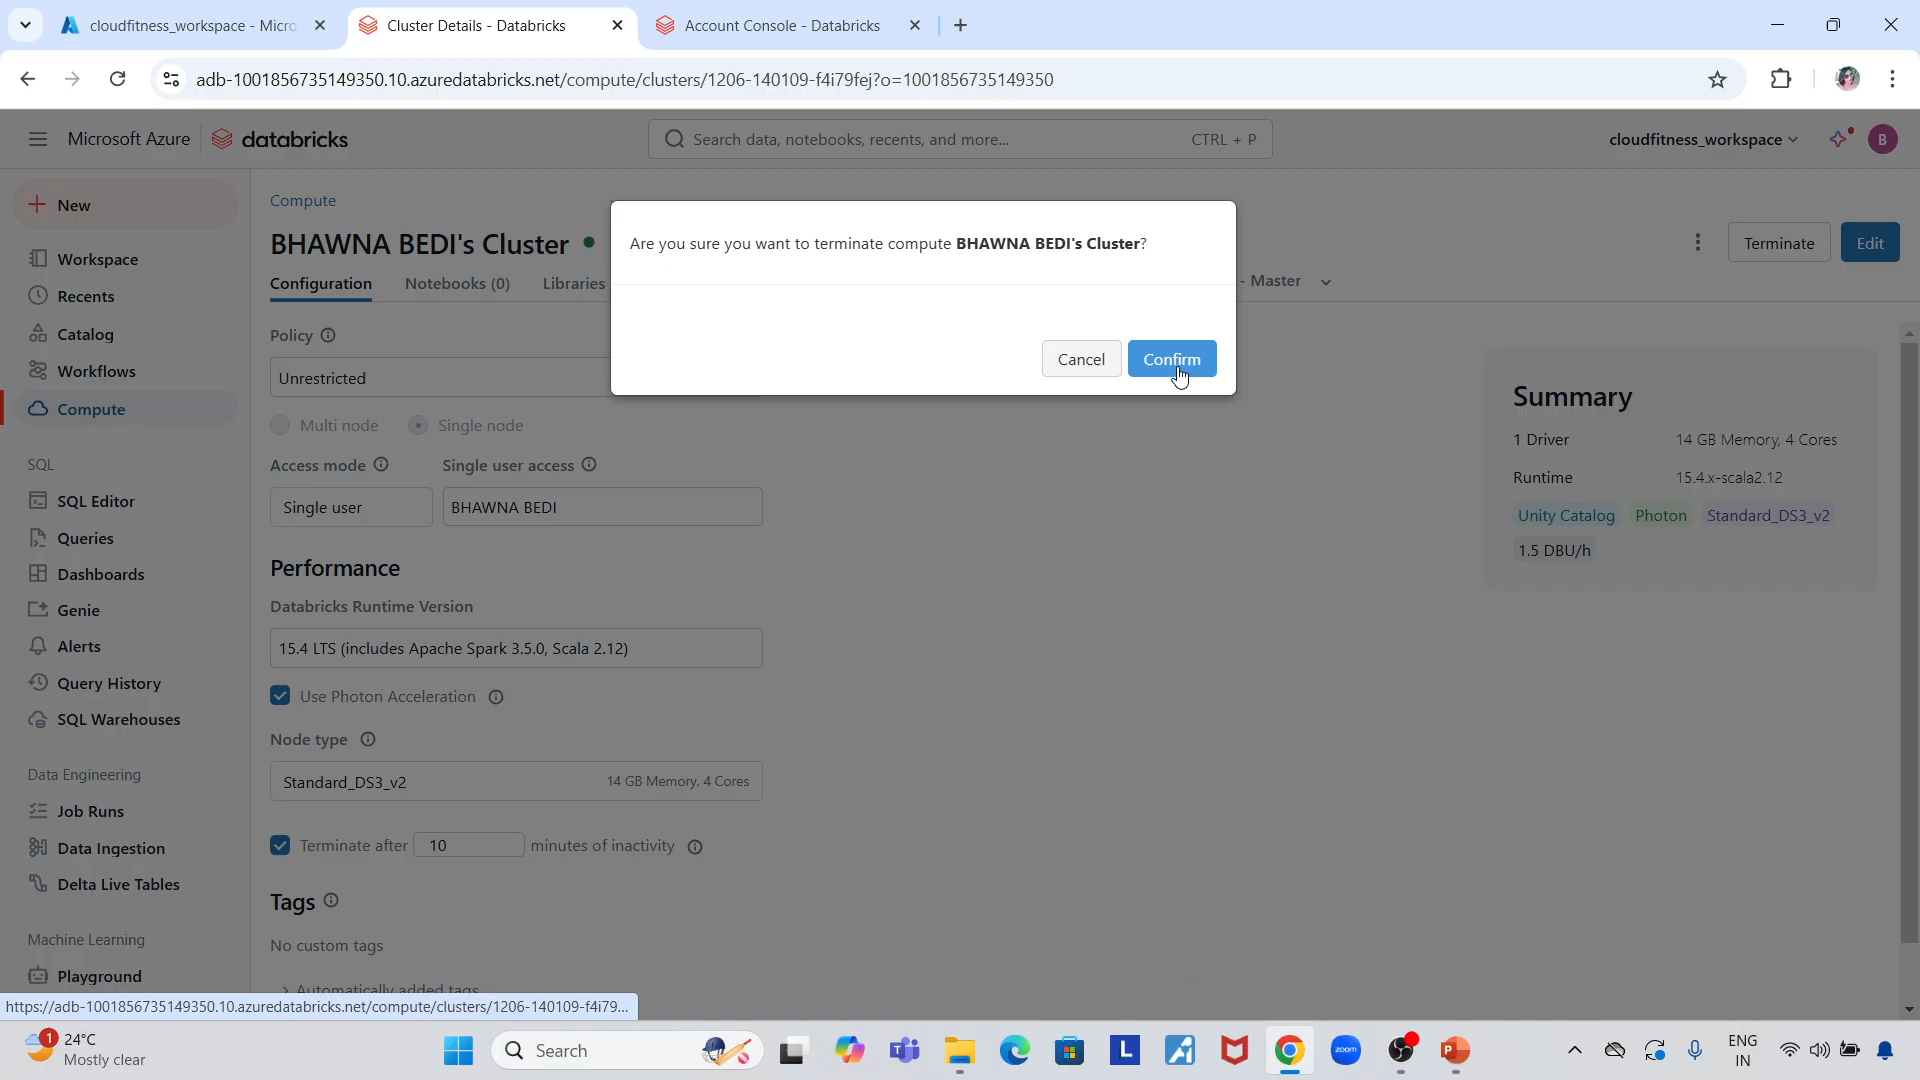 cloudfitness_workspace - Micro
Cluster Details - Databricks
Account Console - Databricks
adb-1001856735149350.10.azuredatabricks.net/compute/clusters/1206-140109-f4i79fej?o=1001856735149350
Microsoft Azure
databricks
Search data, notebooks, recents, and more...
CTRL + P
cloudfitness_workspace
B
New
Workspace
Recents
Catalog
Workflows
Compute
SQL
SQL Editor
Queries
Dashboards
Genie
Alerts
Query History
SQL Warehouses
Data Engineering
Job Runs
Data Ingestion
Delta Live Tables
Machine Learning
Playground
Compute
BHAWNA BEDI's Cluster
Terminate
Edit
Configuration
Notebooks (0)
Libraries
- Master
Are you sure you want to terminate compute BHAWNA BEDI's Cluster?
Cancel
Confirm
Policy
Unrestricted
Multi node
Single node
Access mode
Single user access
Single user
BHAWNA BEDI
Performance
Databricks Runtime Version
15.4 LTS (includes Apache Spark 3.5.0, Scala 2.12)
Use Photon Acceleration
Node type
Standard_DS3_v2
14 GB Memory, 4 Cores
Terminate after 10 minutes of inactivity
Tags
No custom tags
Automatically added tags
Summary
1 Driver
14 GB Memory, 4 Cores
Runtime
15.4.x-scala2.12
Unity Catalog
Photon
Standard_DS3_v2
1.5 DBU/h
https://adb-1001856735149350.10.azuredatabricks.net/compute/clusters/1206-140109-f4i79...
1
24°C
Mostly clear
Search
L
zoom
ENG
IN